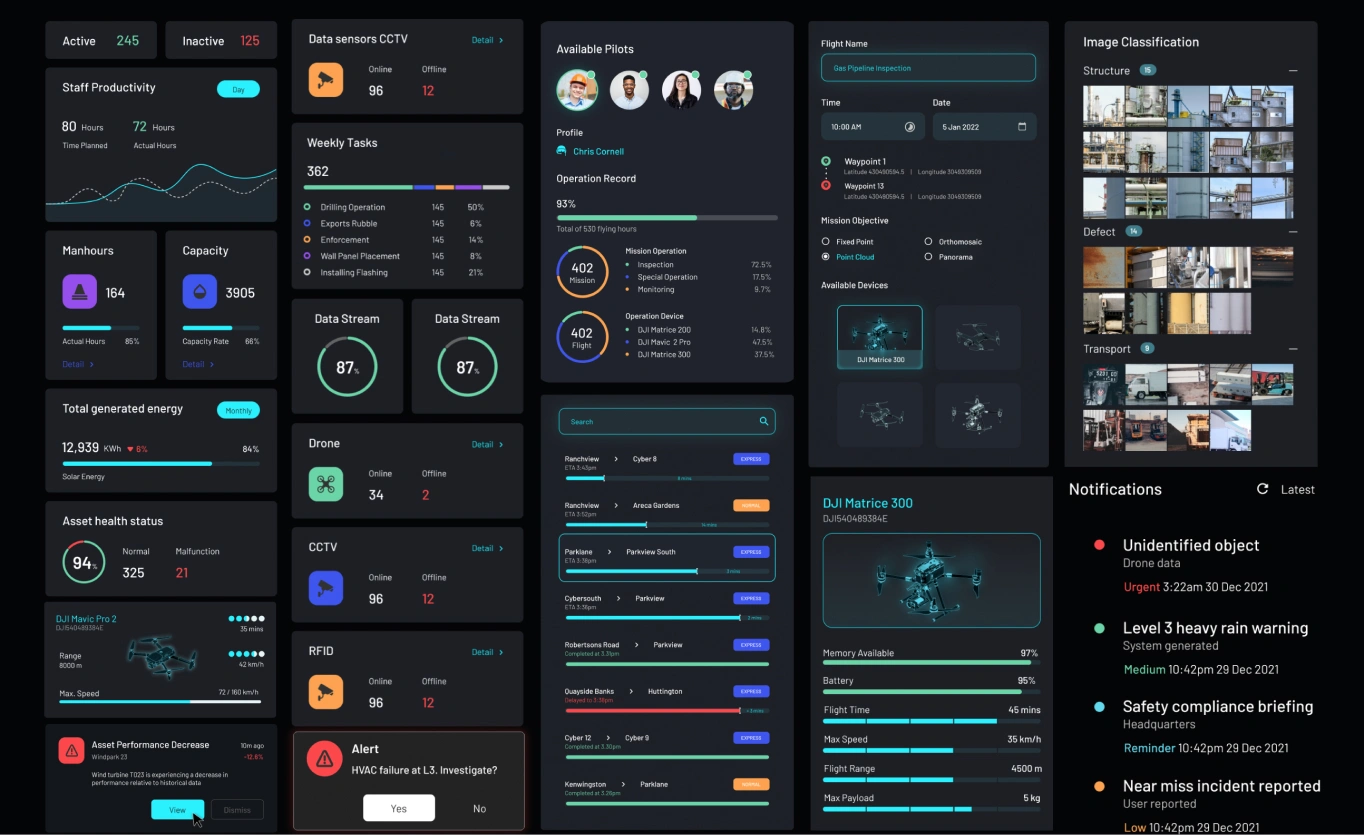 Active 245
Inactive 125
Staff Productivity
Day
80 Hours 72 Hours
Time Planned Actual Hours
Manhours
164
Actual Hours 85%
Detail >
Capacity
3905
Capacity Rate 66%
Detail >
Total generated energy
Monthly
12,939 KWh ▼ 6% 84%
Solar Energy
Asset health status
94% Normal Malfunction
325 21
DJI Mavic Pro 2
DJI540489384E
35 mins
Range
8000 m
42 km/h
Max. Speed 72 / 160 km/h
Asset Performance Decrease 10m ago
Windpark 23 -12.8%
Wind turbine TD23 is experiencing a decrease in
performance relative to historical data
View Dismiss
Data sensors CCTV Detail >
Online Offline
96 12
Weekly Tasks
362
Drilling Operation 145 50%
Exports Rubble 145 6%
Enforcement 145 14%
Wall Panel Placement 145 8%
Installing Flashing 145 21%
Data Stream
87%
Data Stream
87%
Drone Detail >
Online Offline
34 2
CCTV Detail >
Online Offline
96 12
RFID Detail >
Online Offline
96 12
Alert
HVAC failure at L3. Investigate?
Yes No
Available Pilots
Profile
Chris Cornell
Operation Record
93%
Total of 530 flying hours
402
Mission
Mission Operation
Inspection 72.5%
Special Operation 17.5%
Monitoring 9.7%
402
Flight
Operation Device
DJI Matrice 200 14.8%
DJI Mavic 2 Pro 47.5%
DJI Matrice 300 37.5%
Search
Ranchview > Cyber 8 EXPRESS
ETA 3:43pm
8 mins
Ranchview > Areca Gardens NORMAL
ETA 3:52pm
14 mins
Parklane > Parkview South EXPRESS
ETA 3:38pm
3 mins
Cybersouth > Parkview EXPRESS
ETA 3:36pm
2 mins
Robertsons Road > Parkview EXPRESS
Completed at 3.31pm
Quayside Banks > Huttington EXPRESS
Delayed to 3:36pm
Cyber 12 > Cyber 9 EXPRESS
Completed at 3.30pm
Kenwingston > Parklane NORMAL
Completed at 3.28pm
Flight Name
Gas Pipeline Inspection
Time Date
10:00 AM 5 Jan 2022
Waypoint 1
Latitude 430490594.5 | Longitude 3049309509
Waypoint 13
Latitude 430480594.5 | Longitude 3049309509
Mission Objective
Fixed Point Orthomosaic
Point Cloud Panorama
Available Devices
DJI Matrice 300
DJI Matrice 300
DJI540489384E
Memory Available 97%
Battery 95%
Flight Time 45 mins
Max Speed 35 km/h
Flight Range 4500 m
Max Payload 5 kg
Image Classification
Structure 15
Defect 14
Transport 9
Notifications Latest
Unidentified object
Drone data
Urgent 3:22am 30 Dec 2021
Level 3 heavy rain warning
System generated
Medium 10:42pm 29 Dec 2021
Safety compliance briefing
Headquarters
Reminder 10:42pm 29 Dec 2021
Near miss incident reported
User reported
Low 10:42pm 29 Dec 2021